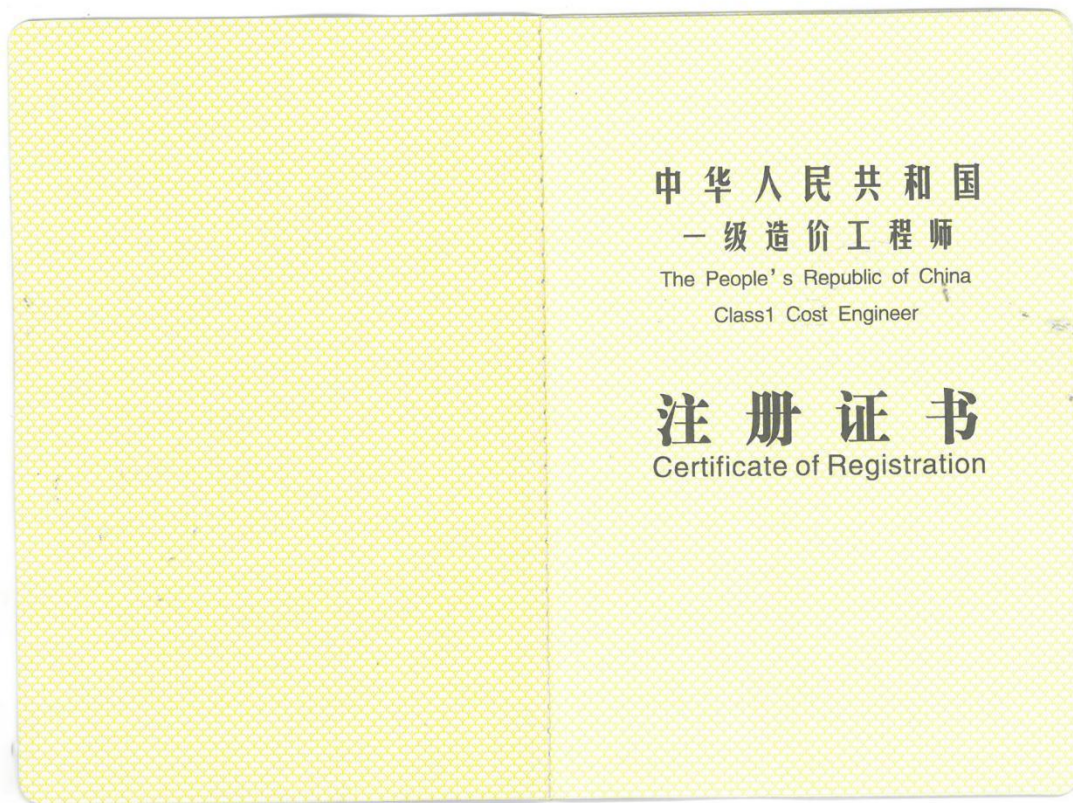 中华人民共和国
一级造价工程师
The People's Republic of China
Class1 Cost Engineer
注册证书
Certificate of Registration